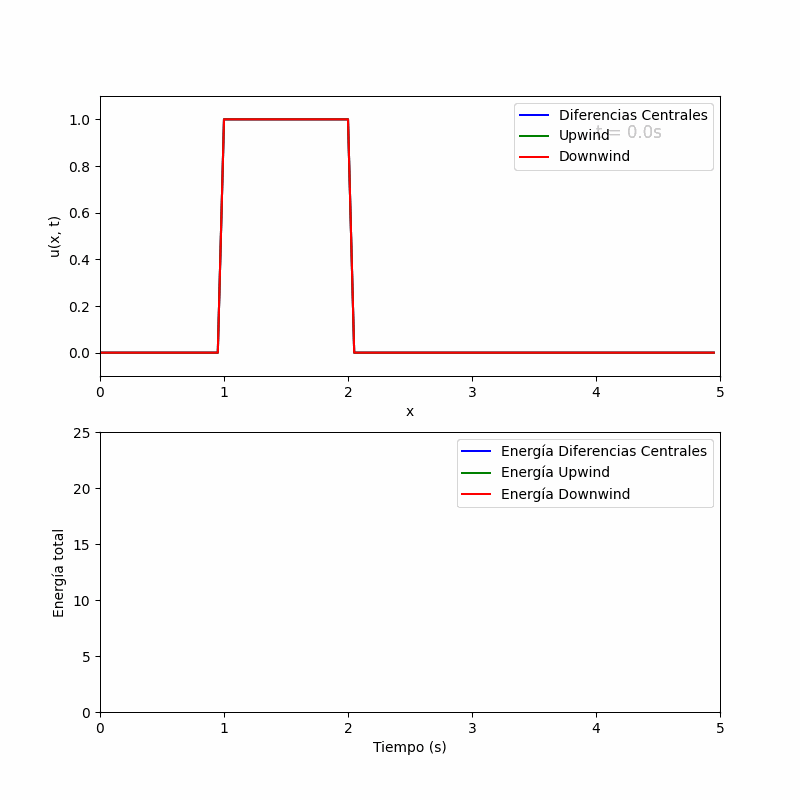 1.0
0.8
0.6
0.4
0.2
0.0
u(x, t)
Diferencias Centrales
Upwind
t = 0.0s
Downwind
0 1 2 3 4 5
x
25
20
15
10
5
0
Energía total
Energía Diferencias Centrales
Energía Upwind
Energía Downwind
0 1 2 3 4 5
Tiempo (s)